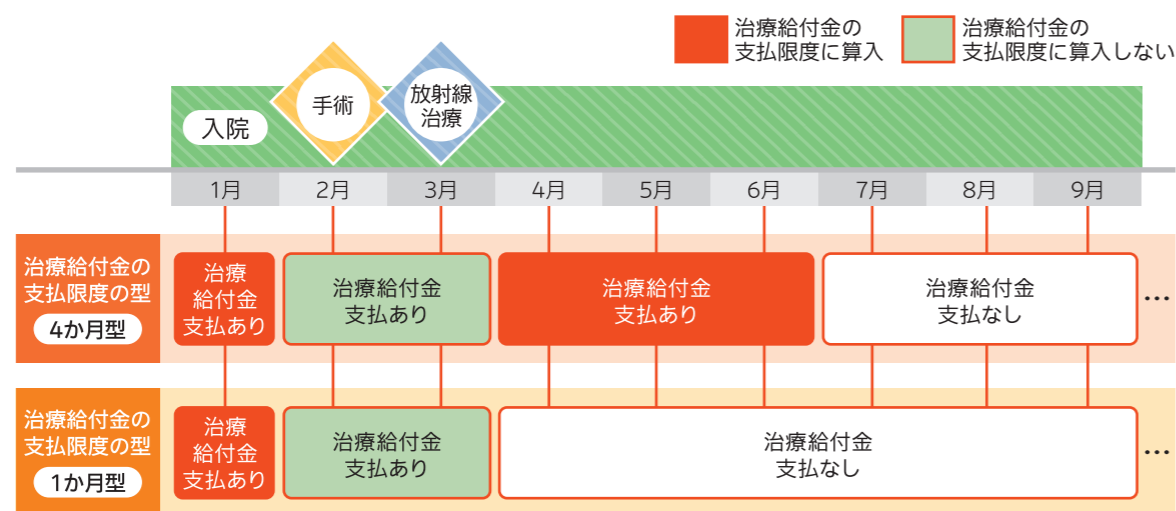 治療給付金の
支払限度に算入
治療給付金の
支払限度に算入しない
手術
放射線
治療
入院
1月 2月 3月 4月 5月 6月 7月 8月 9月
治療給付金の
支払限度の型
4か月型
治療
給付金
支払あり
治療給付金
支払あり
治療給付金
支払あり
治療給付金
支払なし
…
治療給付金の
支払限度の型
1か月型
治療
給付金
支払あり
治療給付金
支払あり
治療給付金
支払なし
…